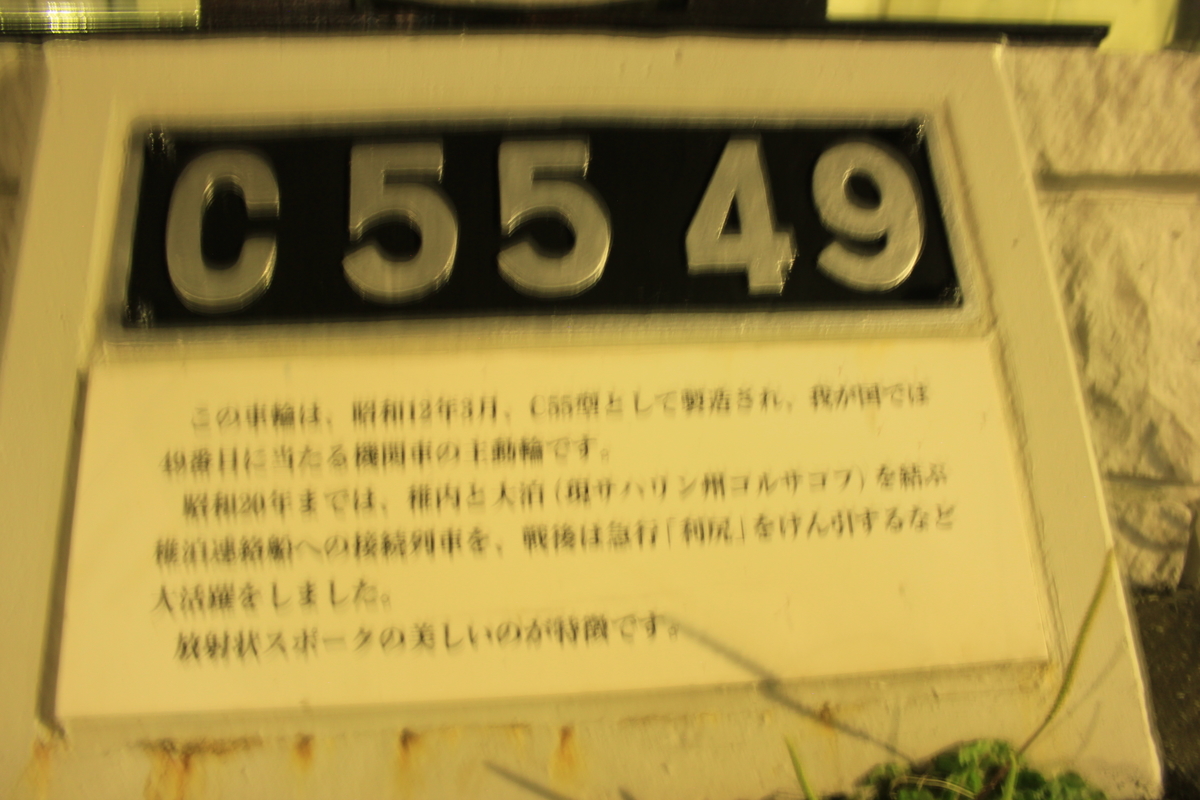 C55 49
この車輪は、昭和12年3月、C55型として製造され、我が国では
49番目に当たる機関車の主動輪です。
昭和20年までは、稚内と大泊(現サハリン州コルサコフ)を結ぶ
稚泊連絡船への接続列車を、戦後は急行「利尻」をけん引するなど
大活躍をしました。
放射状スポークの美しいのが特徴です。